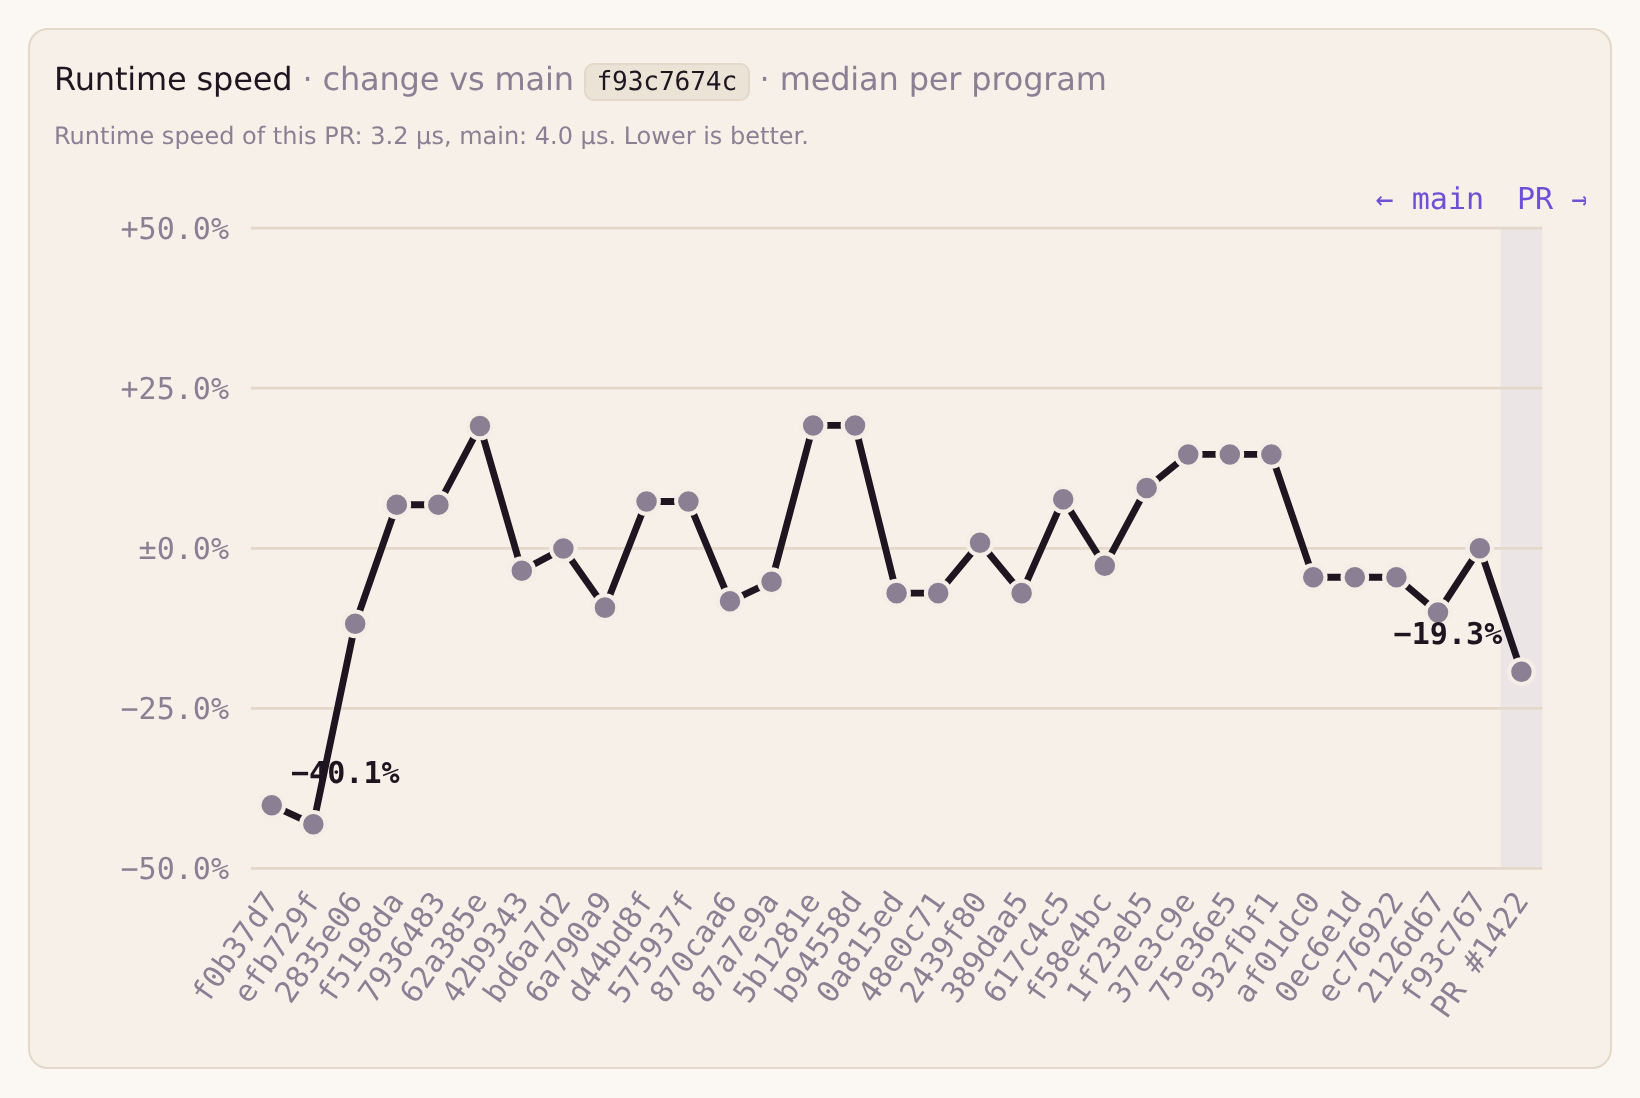 Runtime speed · change vs main f93c7674c · median per program
Runtime speed of this PR: 3.2 µs, main: 4.0 µs. Lower is better.
← main PR →
+50.0%
+25.0%
±0.0%
−25.0%
−50.0%
−40.1%
−19.3%
f0b37d7
efb729f
2835e06
f5198da
7936483
62a385e
42b9343
bd6a7d2
6a790a9
d44bd8f
575937f
870caa6
87a7e9a
5b1281e
b94558d
0a815ed
48e0c71
2439f80
389daa5
617c4c5
f58e4bc
1f23eb5
37e3c9e
75e36e5
932fbf1
af01dc0
0ec6e1d
ec76922
2126d67
f93c767
PR #1422